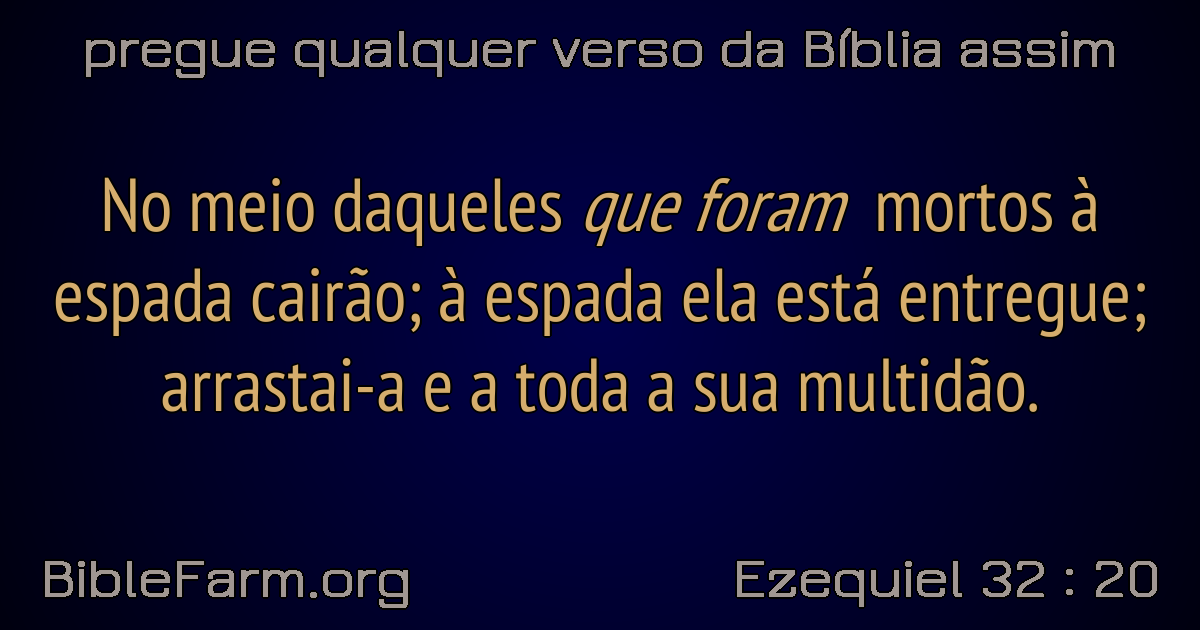 pregue qualquer verso da Bíblia assim
No meio daqueles que foram mortos à
espada cairão; à espada ela está entregue;
arrastai-a e a toda a sua multidão.
BibleFarm.org
Ezequiel 32 : 20